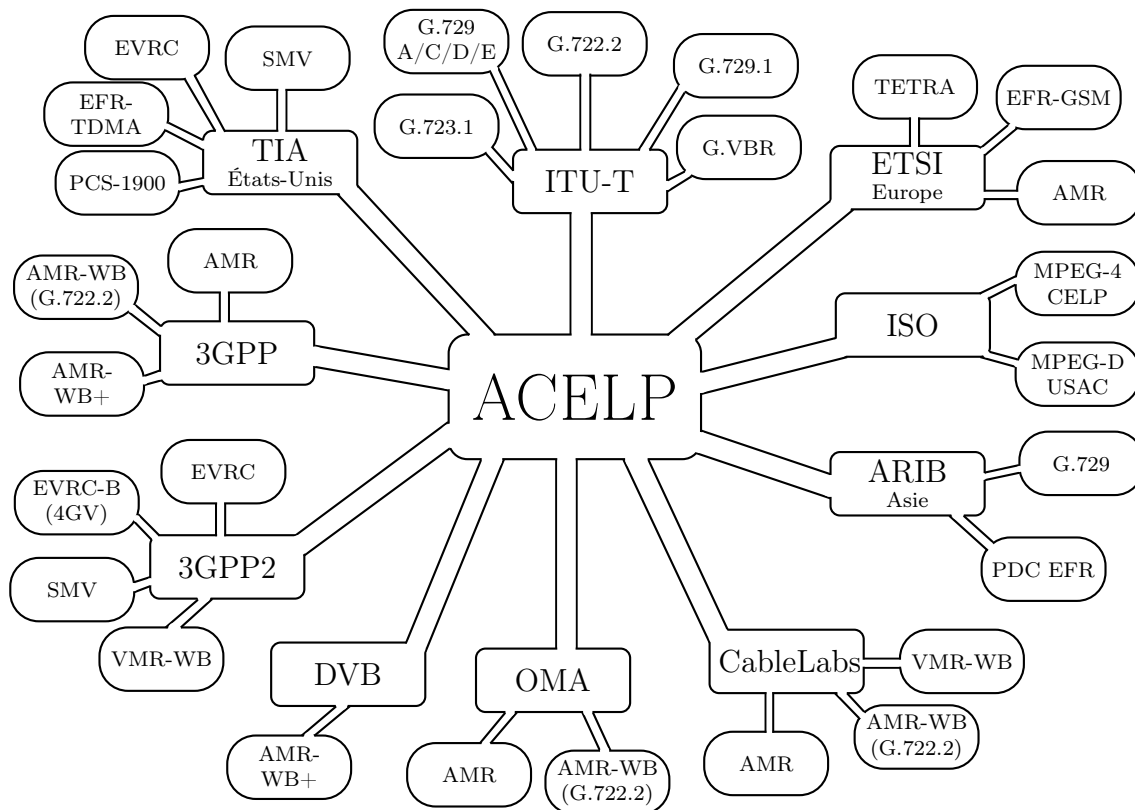 G.729
A/C/D/E
G.722.2
EVRC
SMV
G.729.1
TETRA
EFR-GSM
EFR-
TDMA
G.723.1
G.VBR
TIA
États-Unis
ITU-T
ETSI
Europe
PCS-1900
AMR
AMR-WB
(G.722.2)
AMR
MPEG-4
CELP
3GPP
ISO
AMR-
WB+
MPEG-D
USAC
ACELP
EVRC-B
(4GV)
EVRC
ARIB
Asie
G.729
3GPP2
SMV
PDC EFR
VMR-WB
DVB
OMA
CableLabs
VMR-WB
AMR-
WB+
AMR
AMR-WB
(G.722.2)
AMR
AMR-WB
(G.722.2)